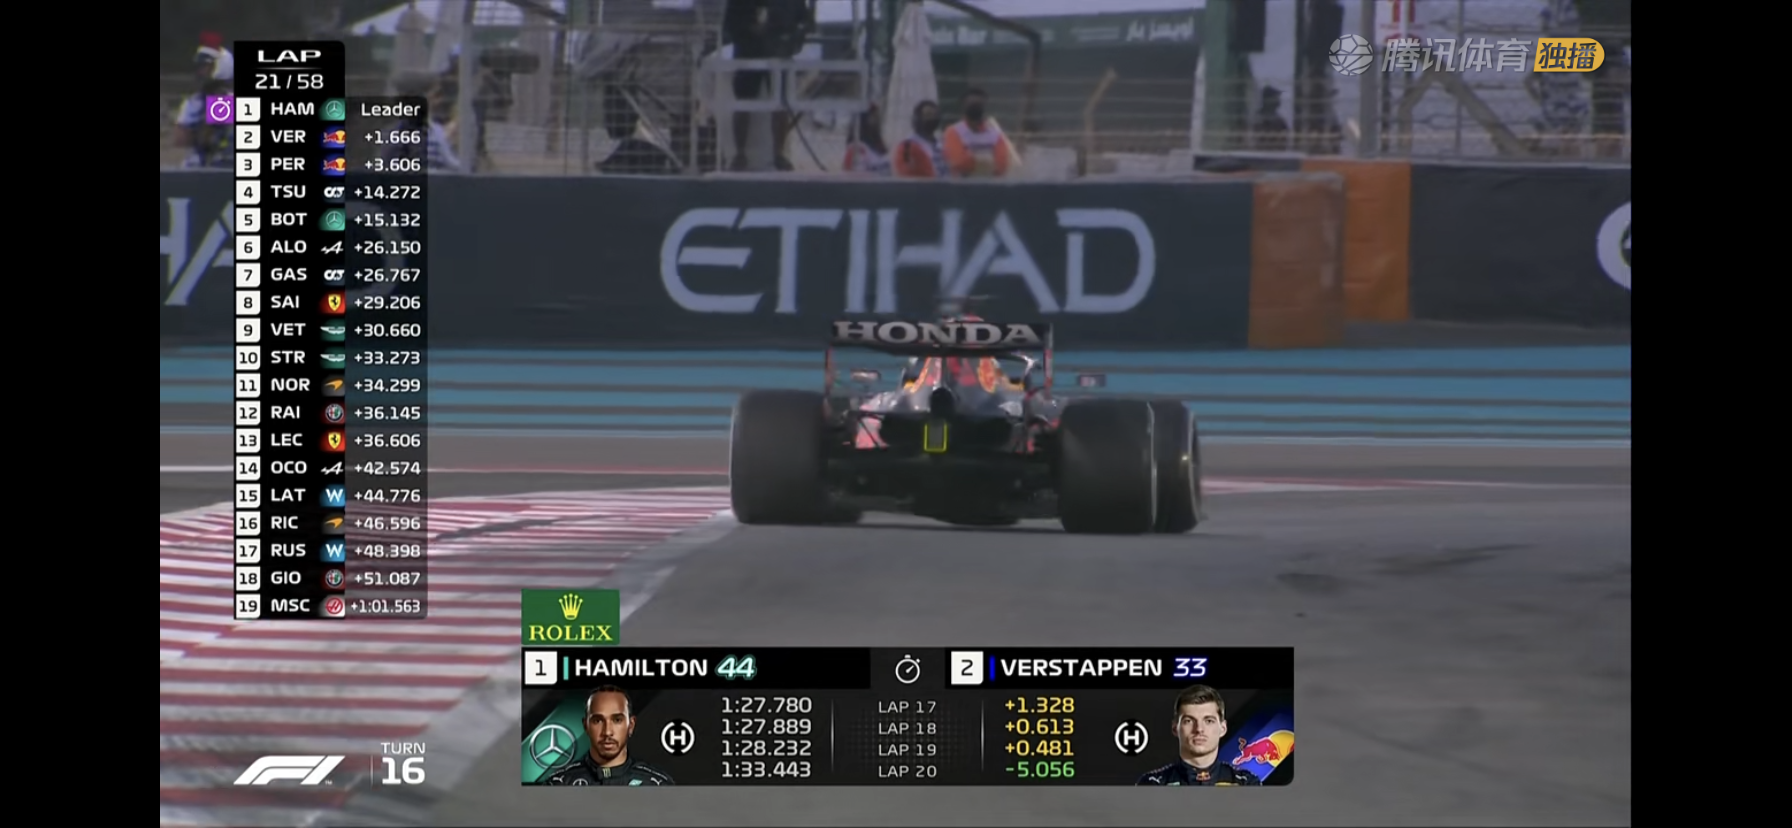 LAP
21/58
1 HAM Leader
2 VER +1.666
3 PER +3.606
4 TSU +14.272
5 BOT +15.132
6 ALO +26.150
7 GAS +26.767
8 SAI +29.206
9 VET +30.660
10 STR +33.273
11 NOR +34.299
12 RAI +36.145
13 LEC +36.606
14 OCO +42.574
15 LAT W +44.776
16 RIC +46.596
17 RUS W +48.398
18 GIO +51.087
19 MSC +1:01.563
Bar اويسز بار
腾讯体育 独播
HA
ETIHAD
HONDA
ROLEX
1 HAMILTON 44
2 VERSTAPPEN 33
H
H
1:27.780 LAP 17 +1.328
1:27.889 LAP 18 +0.613
1:28.232 LAP 19 +0.481
1:33.443 LAP 20 -5.056
F1
TURN
16